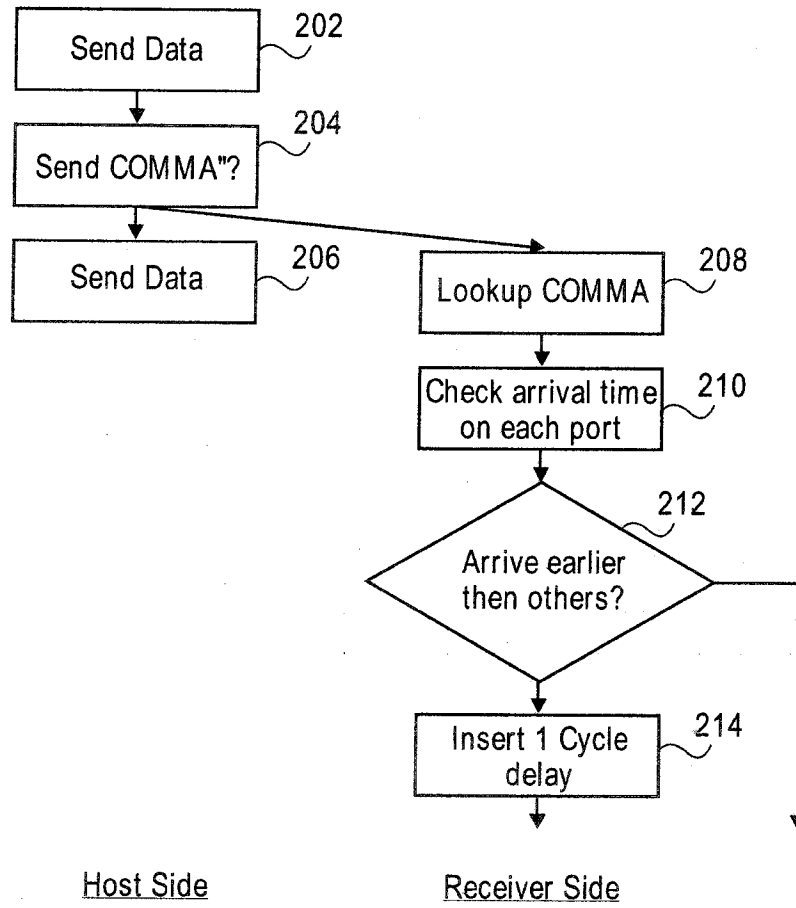 Send Data
202
Send COMMA"?
204
Send Data
206
Lookup COMMA
208
Check arrival time
on each port
210
Arrive earlier
then others?
212
Insert 1 Cycle
delay
214
Host Side
Receiver Side